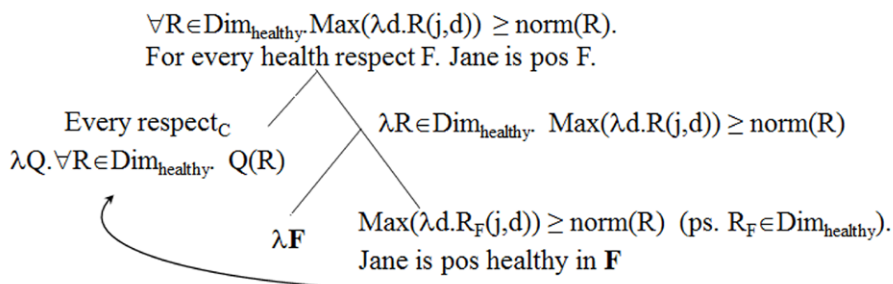 ∀R∈Dim_healthy. Max(λd.R(j,d)) ≥ norm(R).
For every health respect F. Jane is pos F.
Every respect_C
λR∈Dim_healthy. Max(λd.R(j,d)) ≥ norm(R)
λQ.∀R∈Dim_healthy. Q(R)
λF
Max(λd.R_F(j,d)) ≥ norm(R) (ps. R_F∈Dim_healthy).
Jane is pos healthy in F